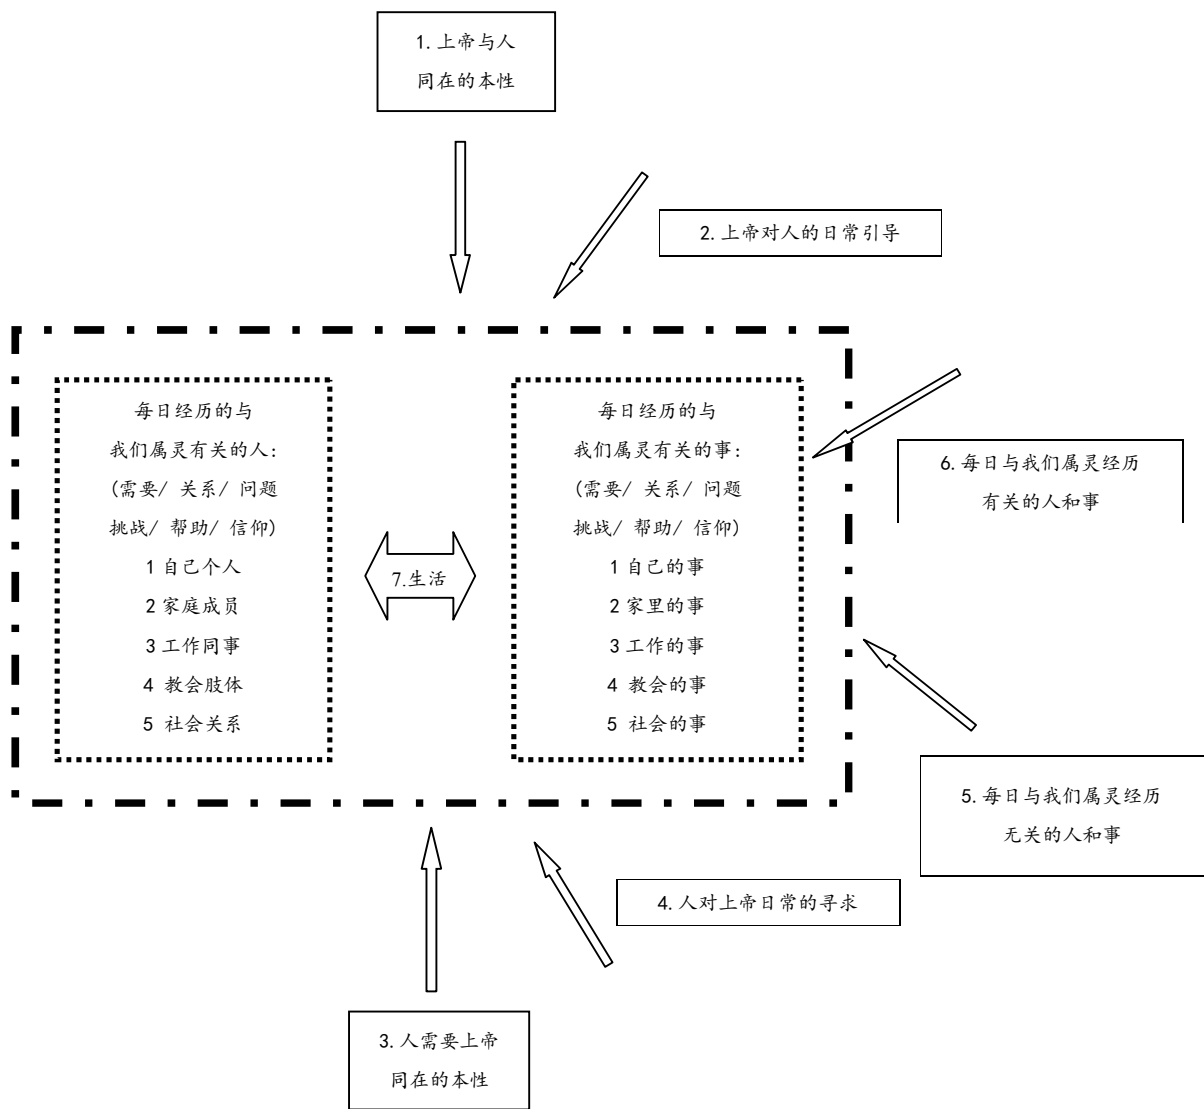 1.上帝与人
同在的本性
2.上帝对人的日常引导
每日经历的与
我们属灵有关的人:
(需要/ 关系/ 问题
挑战/ 帮助/ 信仰)
1 自己个人
2 家庭成员
3 工作同事
4 教会肢体
5 社会关系
7.生活
每日经历的与
我们属灵有关的事:
(需要/ 关系/ 问题
挑战/ 帮助/ 信仰)
1 自己的事
2 家里的事
3 工作的事
4 教会的事
5 社会的事
6.每日与我们属灵经历
有关的人和事
5.每日与我们属灵经历
无关的人和事
4.人对上帝日常的寻求
3.人需要上帝
同在的本性